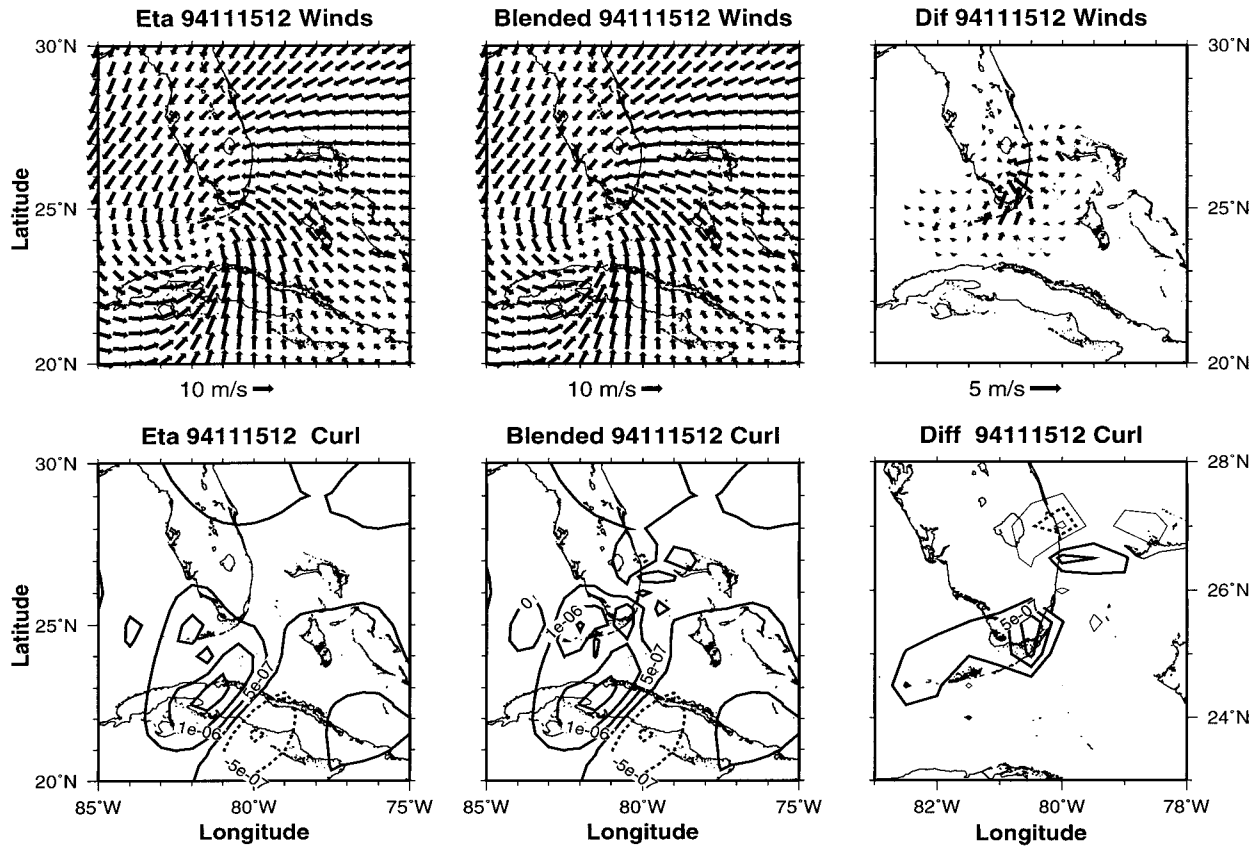 Eta 94111512 Winds
Blended 94111512 Winds
Dif 94111512 Winds
30°N
25°N
20°N
30°N
25°N
20°N
Latitude
10 m/s
10 m/s
5 m/s
Eta 94111512 Curl
Blended 94111512 Curl
Diff 94111512 Curl
30°N
25°N
20°N
28°N
26°N
24°N
Latitude
5e-07
1e-06
-5e-07
0
1e-06
5e-07
1e-06
-5e-07
85°W
80°W
75°W
85°W
80°W
75°W
82°W
80°W
78°W
Longitude
Longitude
Longitude